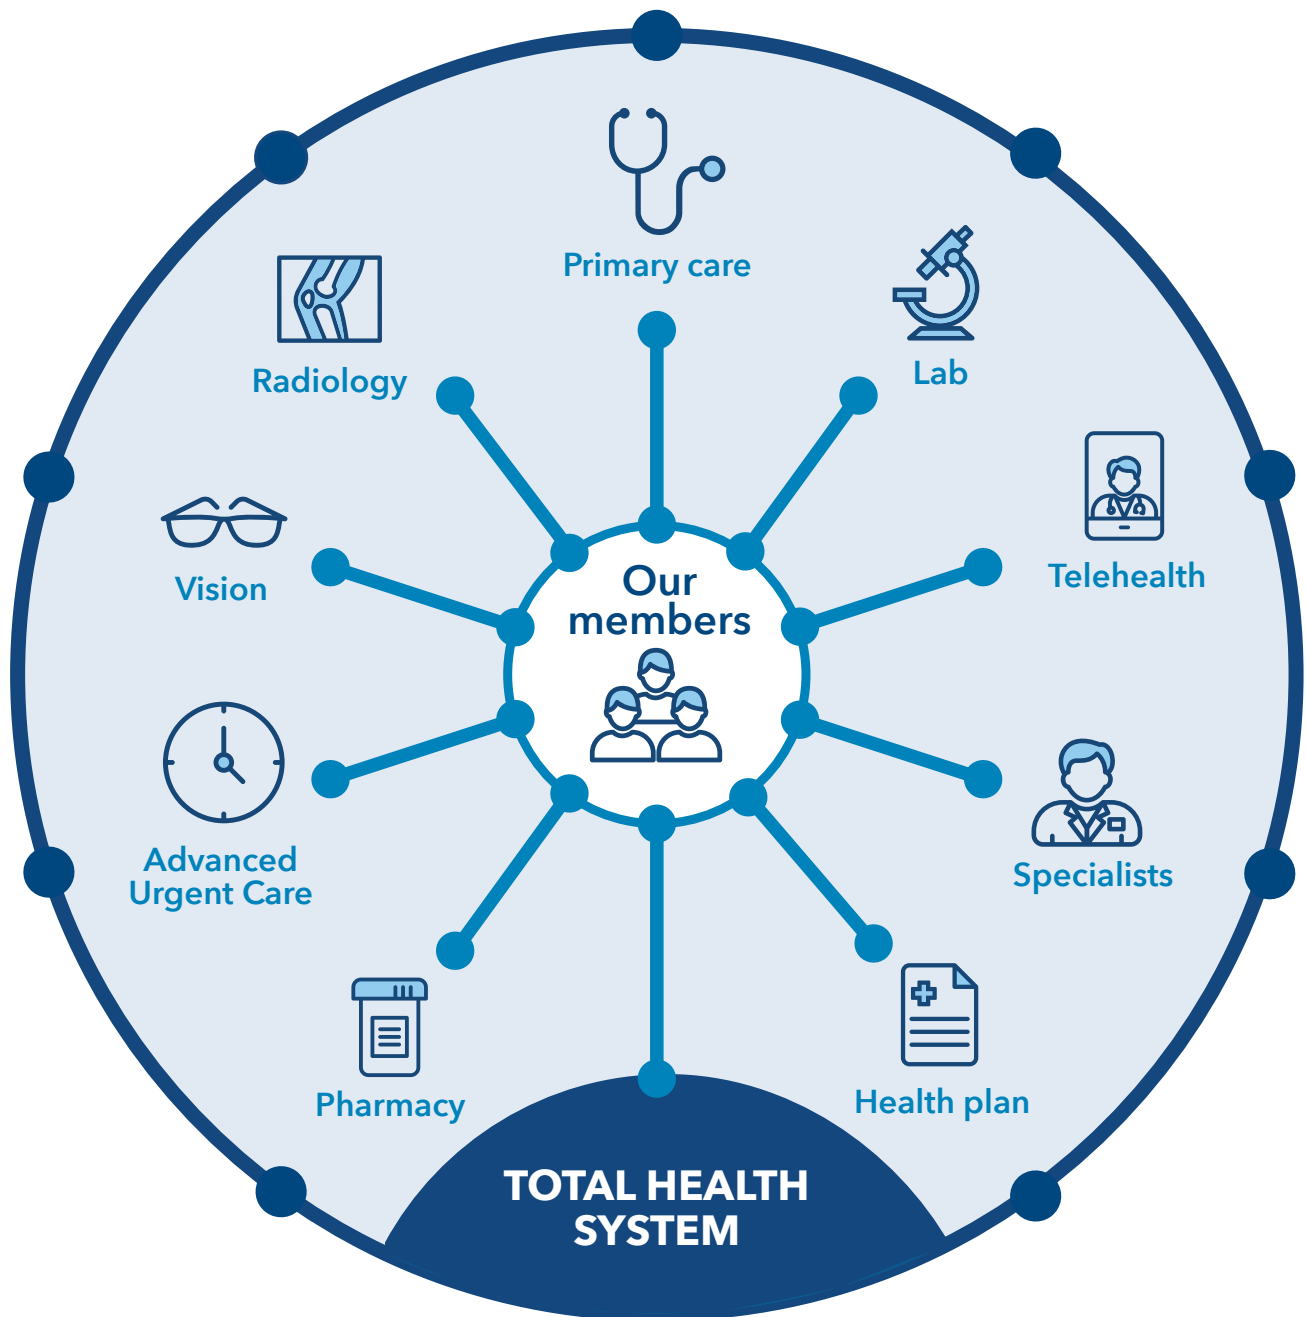 Primary care
Lab
Radiology
Telehealth
Vision
Our
members
Advanced
Urgent Care
Specialists
Pharmacy
Health plan
TOTAL HEALTH
SYSTEM